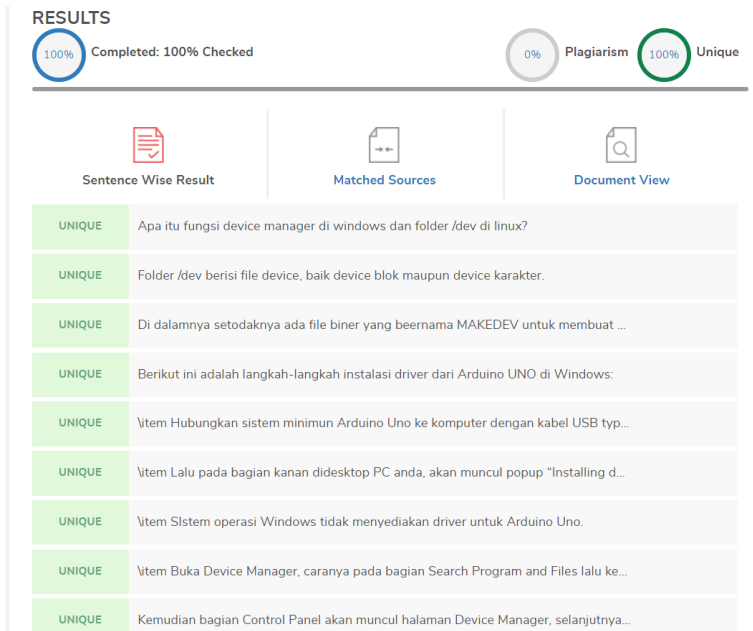 RESULTS
100% Completed: 100% Checked 0% Plagiarism 100% Unique
Sentence Wise Result Matched Sources Document View
UNIQUE Apa itu fungsi device manager di windows dan folder /dev di linux?
UNIQUE Folder /dev berisi file device, baik device blok maupun device karakter.
UNIQUE Di dalamnya setodaknya ada file biner yang beernama MAKEDEV untuk membuat ...
UNIQUE Berikut ini adalah langkah-langkah instalasi driver dari Arduino UNO di Windows:
UNIQUE \item Hubungkan sistem minimun Arduino Uno ke komputer dengan kabel USB typ...
UNIQUE \item Lalu pada bagian kanan didesktop PC anda, akan muncul popup “Installing d...
UNIQUE \item SIstem operasi Windows tidak menyediakan driver untuk Arduino Uno.
UNIQUE \item Buka Device Manager, caranya pada bagian Search Program and Files lalu ke...
UNIQUE Kemudian bagian Control Panel akan muncul halaman Device Manager, selanjutnya...